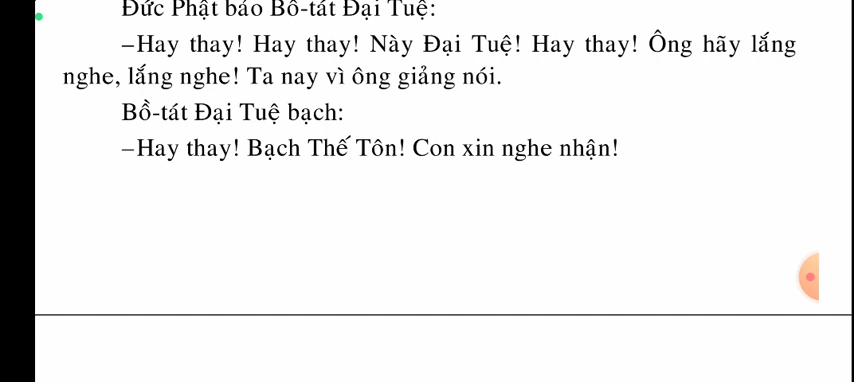 Đức Phật bảo Bồ-tát Đại Tuệ:
–Hay thay! Hay thay! Này Đại Tuệ! Hay thay! Ông hãy lắng
nghe, lắng nghe! Ta nay vì ông giảng nói.
Bồ-tát Đại Tuệ bạch:
–Hay thay! Bạch Thế Tôn! Con xin nghe nhận!